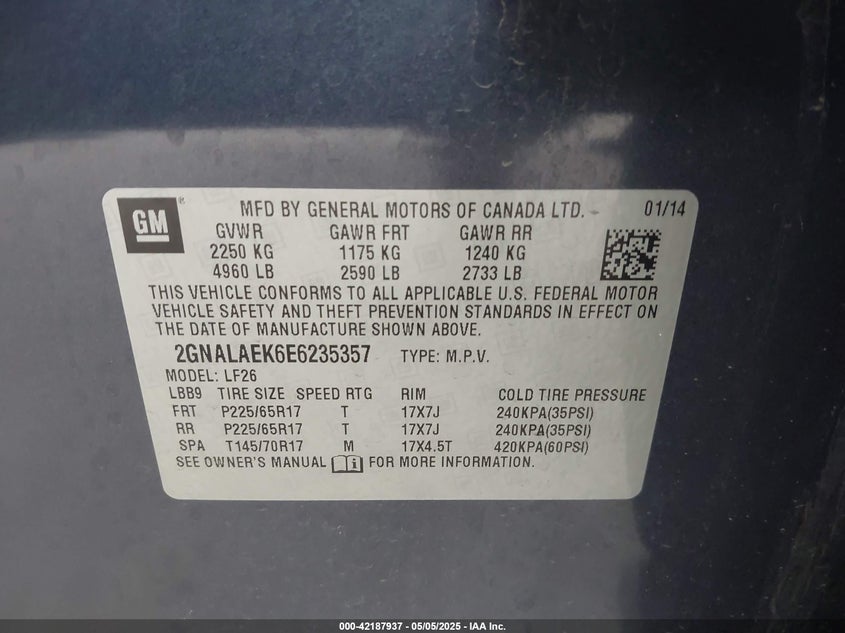 GM ® MFD BY GENERAL MOTORS OF CANADA LTD. 01/14
GVWR GAWR FRT GAWR RR
2250 KG 1175 KG 1240 KG
4960 LB 2590 LB 2733 LB
THIS VEHICLE CONFORMS TO ALL APPLICABLE U.S. FEDERAL MOTOR
VEHICLE SAFETY AND THEFT PREVENTION STANDARDS IN EFFECT ON
THE DATE OF MANUFACTURE SHOWN ABOVE.
2GNALAEK6E6235357 TYPE: M.P.V.
MODEL: LF26
LBB9 TIRE SIZE SPEED RTG RIM COLD TIRE PRESSURE
FRT P225/65R17 T 17X7J 240KPA(35PSI)
RR P225/65R17 T 17X7J 240KPA(35PSI)
SPA T145/70R17 M 17X4.5T 420KPA(60PSI)
SEE OWNER'S MANUAL FOR MORE INFORMATION.
000-42187937 - 05/05/2025 - IAA Inc.